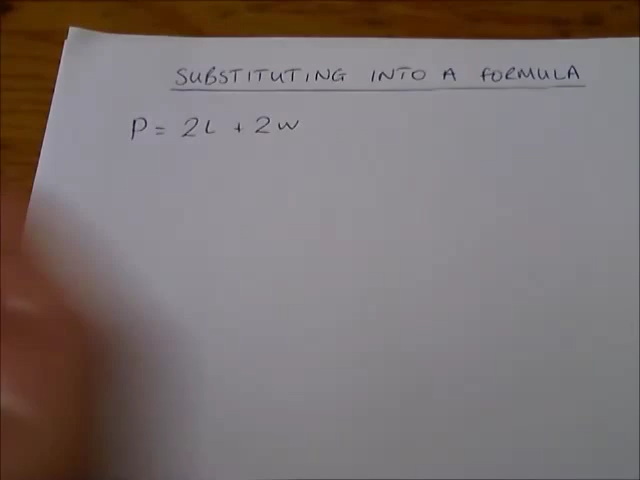 SUBSTITUTING INTO A FORMULA
P = 2L + 2W